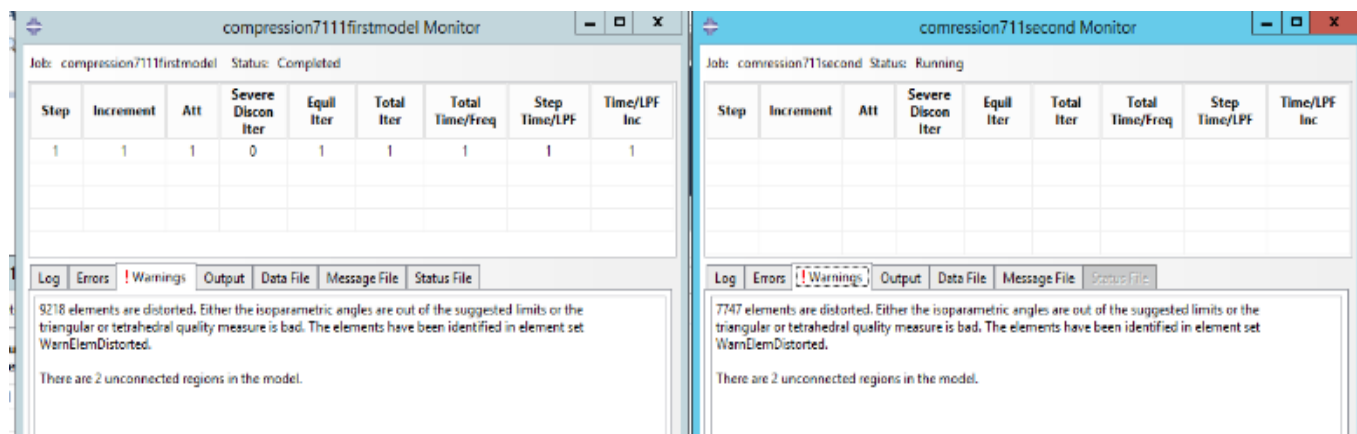 compression7111firstmodel Monitor
Job: compression7111firstmodel Status: Completed
Step Increment Att Severe Discon Iter Equil Iter Total Iter Total Time/Freq Step Time/LPF Time/LPF Inc
1 1 1 0 1 1 1 1 1
Log Errors ! Warnings Output Data File Message File Status File
9218 elements are distorted. Either the isoparametric angles are out of the suggested limits or the
triangular or tetrahedral quality measure is bad. The elements have been identified in element set
WarnElemDistorted.
There are 2 unconnected regions in the model.
comression711second Monitor
Job: comression711second Status: Running
Step Increment Att Severe Discon Iter Equil Iter Total Iter Total Time/Freq Step Time/LPF Time/LPF Inc
Log Errors ! Warnings Output Data File Message File Status File
7747 elements are distorted. Either the isoparametric angles are out of the suggested limits or the
triangular or tetrahedral quality measure is bad. The elements have been identified in element set
WarnElemDistorted.
There are 2 unconnected regions in the model.